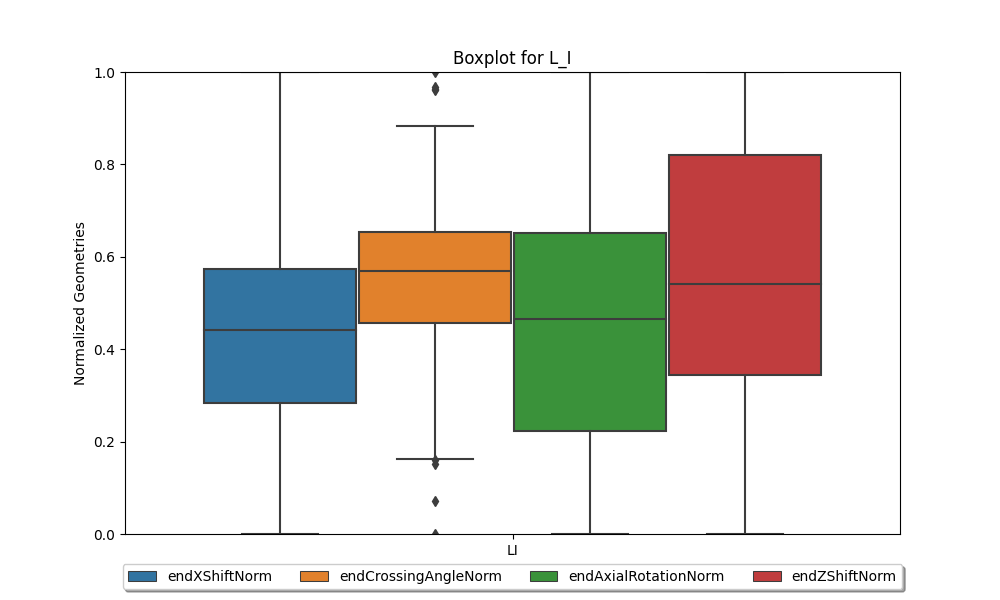 Boxplot for L_I
1.0
0.8
0.6
0.4
0.2
0.0
Normalized Geometries
LI
endXShiftNorm endCrossingAngleNorm endAxialRotationNorm endZShiftNorm